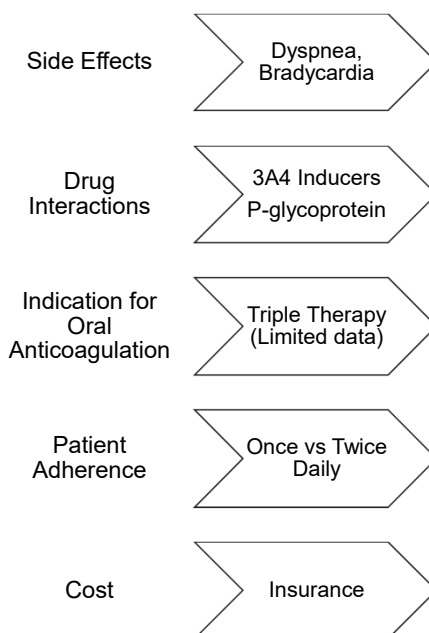 Side Effects
Dyspnea,
Bradycardia
Drug
Interactions
3A4 Inducers
P-glycoprotein
Indication for
Oral
Anticoagulation
Triple Therapy
(Limited data)
Patient
Adherence
Once vs Twice
Daily
Cost
Insurance